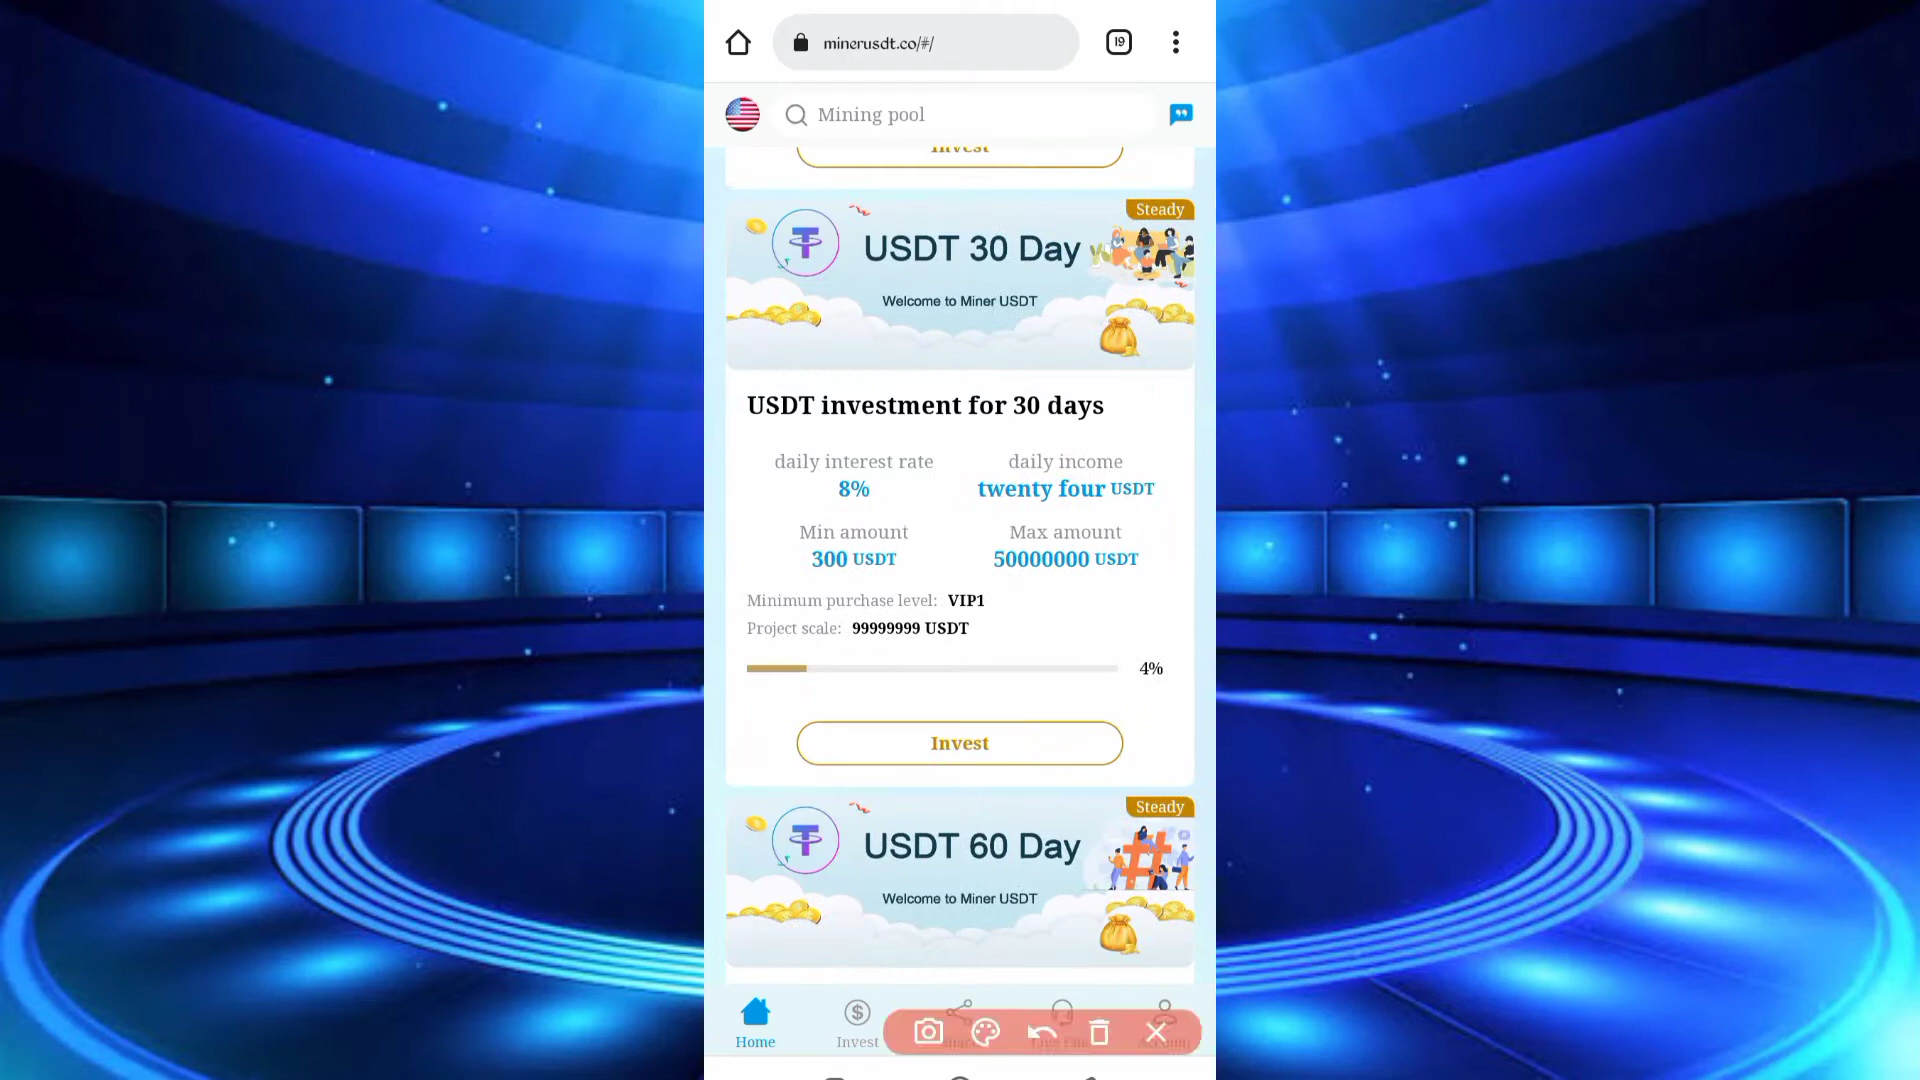 minerusdt.co/#/
19
Mining pool
Invest
Steady
USDT 30 Day
Welcome to Miner USDT
USDT investment for 30 days
daily interest rate
daily income
8%
twenty four USDT
Min amount
Max amount
300 USDT
50000000 USDT
Minimum purchase level: VIP1
Project scale: 99999999 USDT
4%
Invest
Steady
USDT 60 Day
Welcome to Miner USDT
Home
Invest